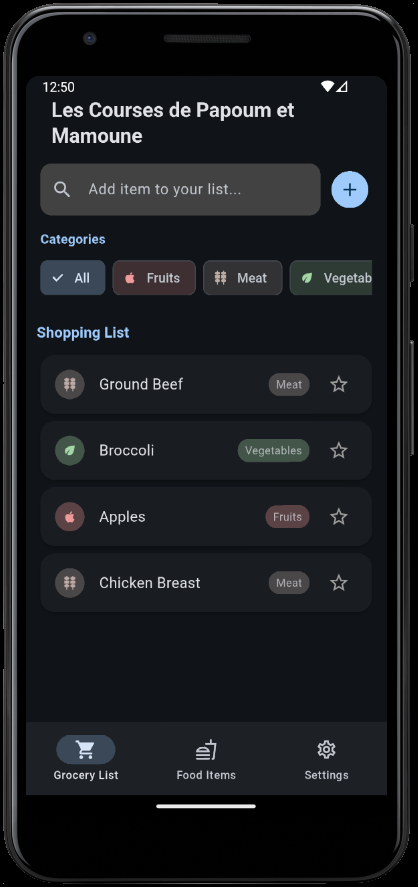 12:50
Les Courses de Papoum et
Mamoune
Add item to your list...
Categories
All Fruits Meat Vegetab
Shopping List
Ground Beef Meat
Broccoli Vegetables
Apples Fruits
Chicken Breast Meat
Grocery List Food Items Settings